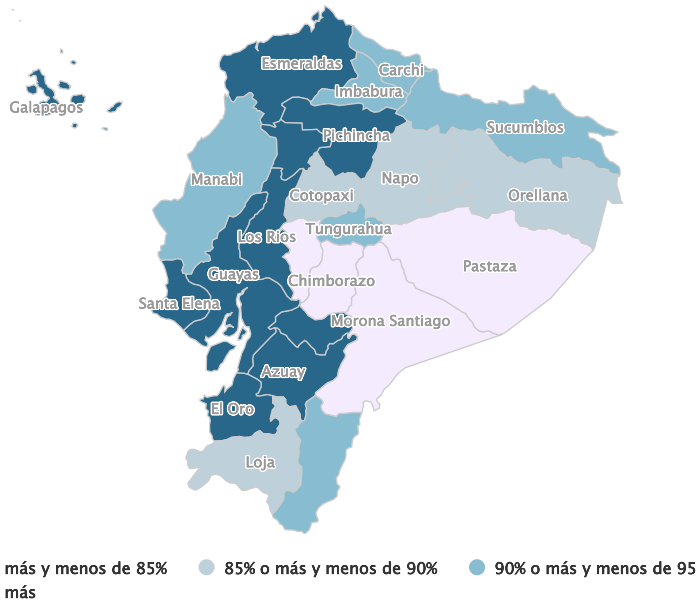 Esmeraldas
Carchi
Imbabura
Galapagos
Pichincha
Sucumbios
Manabi
Napo
Cotopaxi
Orellana
Tungurahua
Los Rios
Pastaza
Guayas
Chimborazo
Santa Elena
Morona Santiago
Azuay
El Oro
Loja
más y menos de 85% 85% o más y menos de 90% 90% o más y menos de 95
más